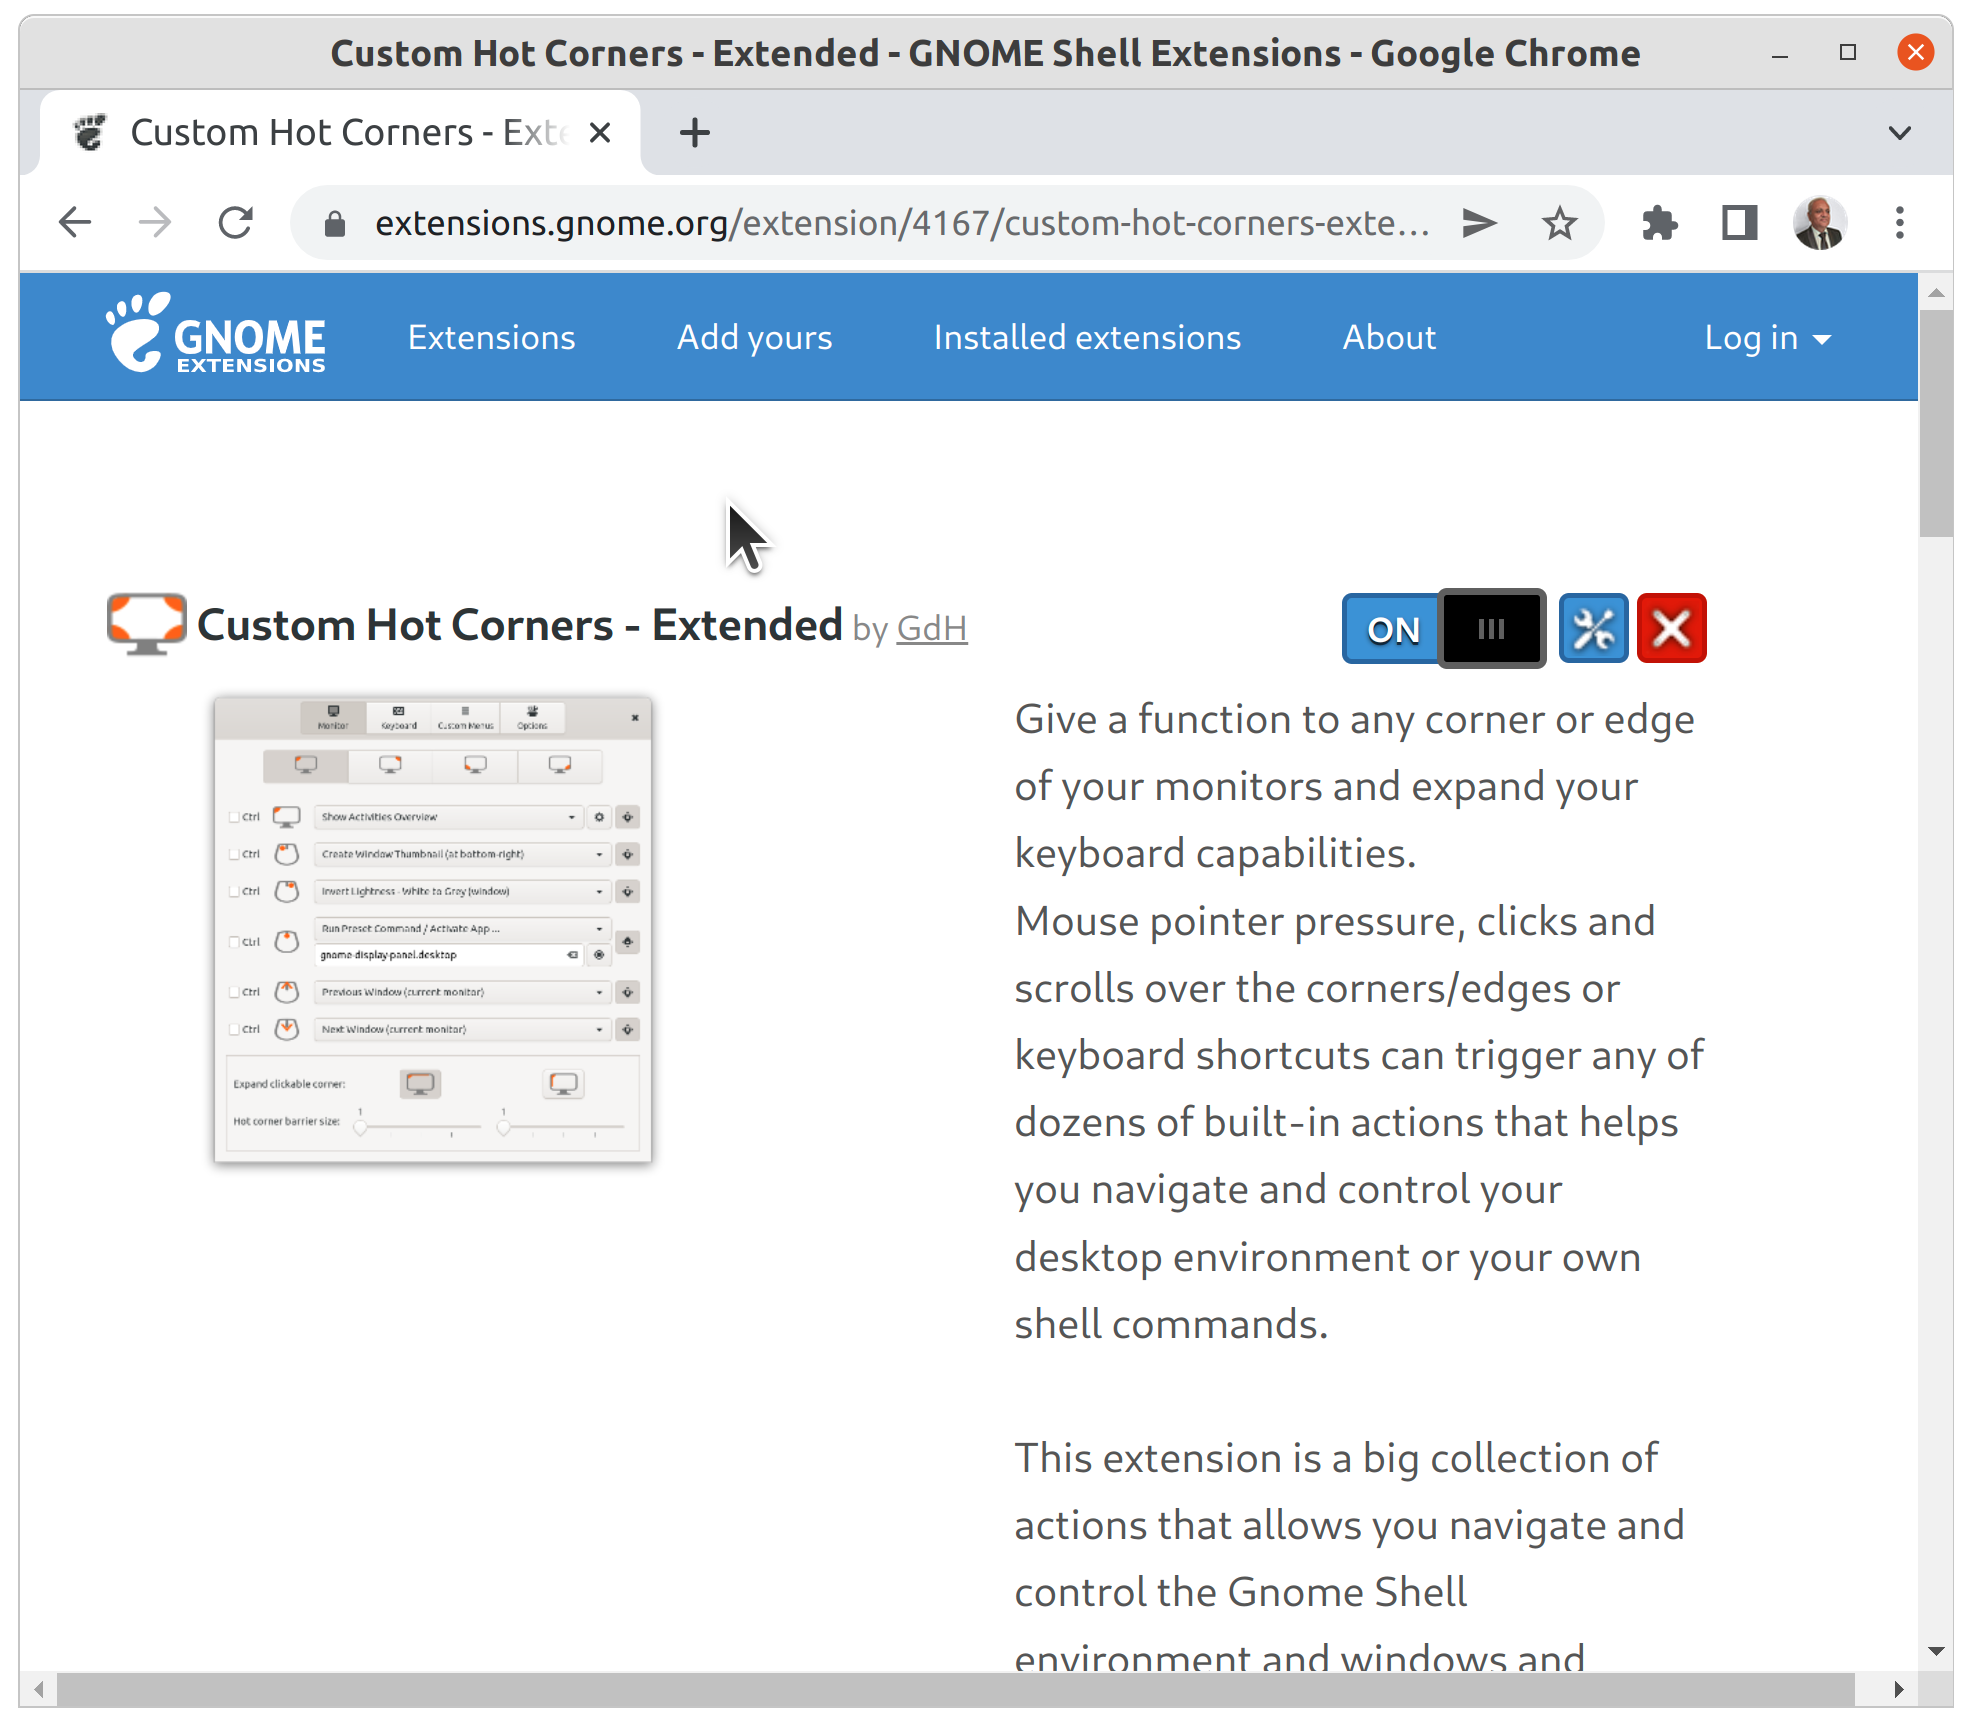 Custom Hot Corners - Extended - GNOME Shell Extensions - Google Chrome
Custom Hot Corners - Exte
extensions.gnome.org/extension/4167/custom-hot-corners-exte...
GNOME
EXTENSIONS
Extensions
Add yours
Installed extensions
About
Log in
Custom Hot Corners - Extended by GdH
ON
Monitor
Keyboard
Custom Menus
Options
Ctrl
Show Activities Overview
Ctrl
Create Window Thumbnail (at bottom-right)
Ctrl
Invert Lightness - White to Grey (window)
Ctrl
Run Preset Command / Activate App ...
gnome-display-panel.desktop
Ctrl
Previous Window (current monitor)
Ctrl
Next Window (current monitor)
Expand clickable corner:
Hot corner barrier size:
1
1
Give a function to any corner or edge
of your monitors and expand your
keyboard capabilities.
Mouse pointer pressure, clicks and
scrolls over the corners/edges or
keyboard shortcuts can trigger any of
dozens of built-in actions that helps
you navigate and control your
desktop environment or your own
shell commands.
This extension is a big collection of
actions that allows you navigate and
control the Gnome Shell
environment and windows and